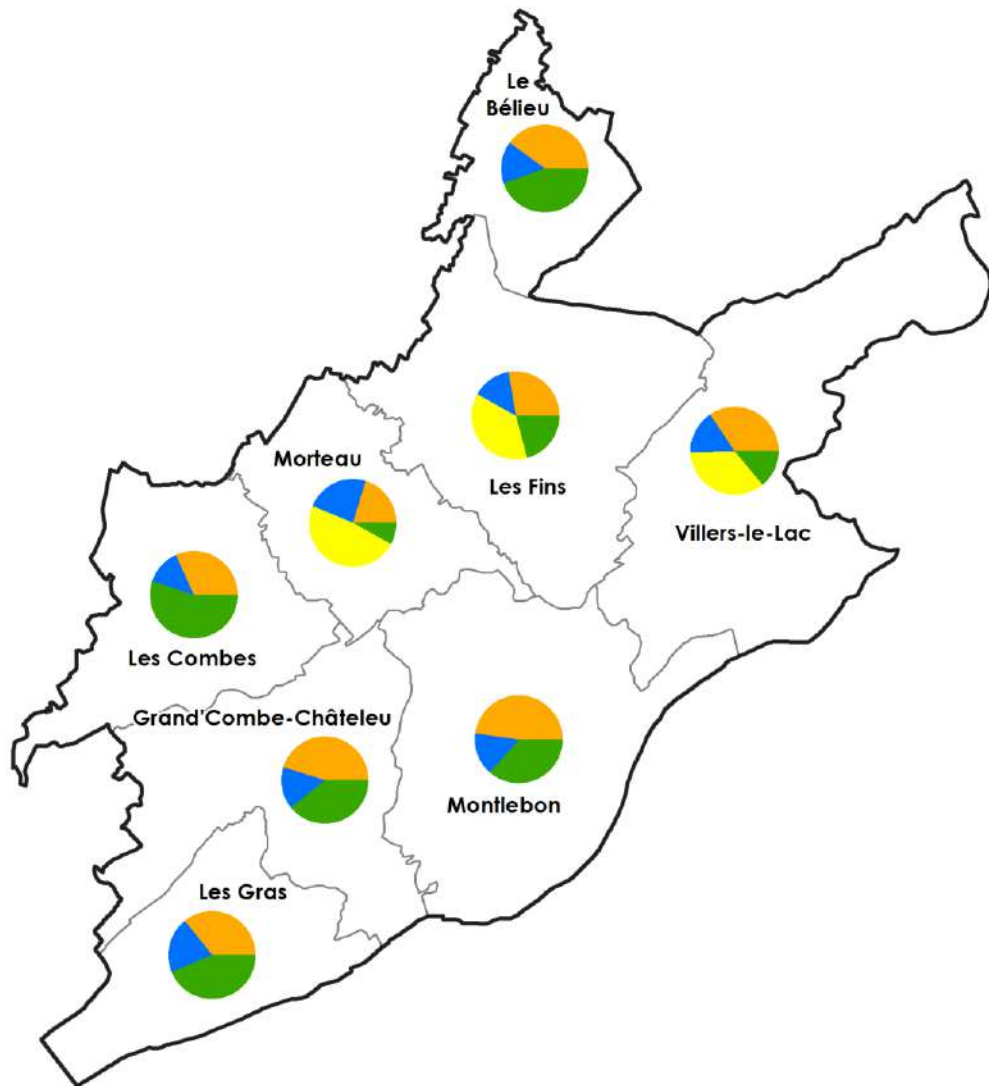 Le
Bélieu
Les Fins
Morteau
Villers-le-Lac
Les Combes
Grand'Combe-Châteleu
Montlebon
Les Gras